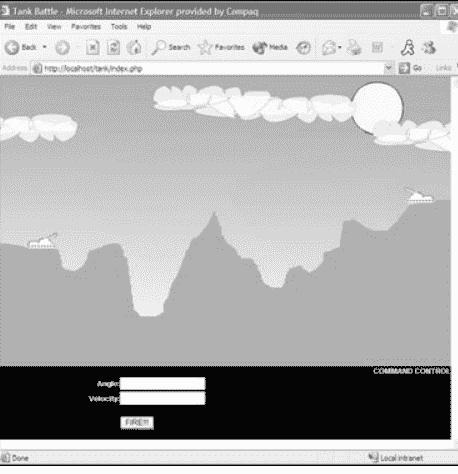 Tank Battle - Microsoft Internet Explorer provided by Compaq
File Edit View Favorites Tools Help
Back Search Favorites Media
Address http://localhost/tank/index.php Go Links
COMMAND CONTROL
Angle:
Velocity:
FIRE!!!
Done Local intranet